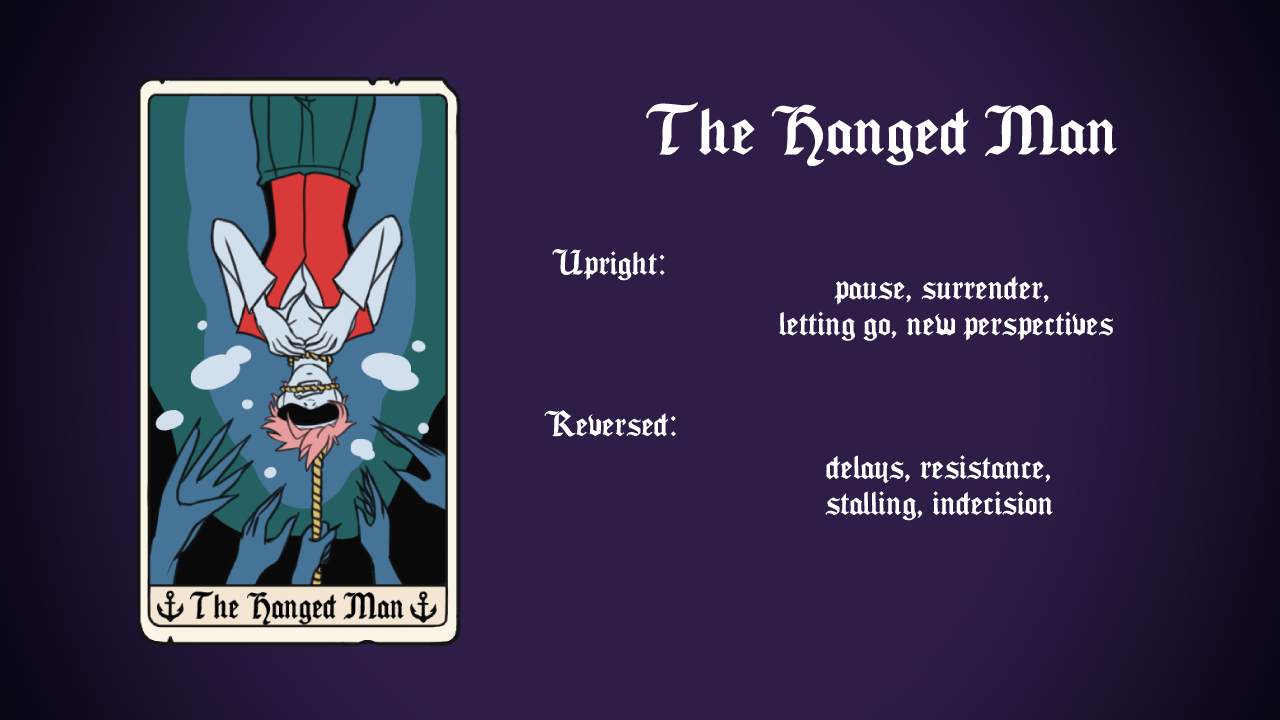 The Hanged Man
Upright:
pause, surrender,
letting go, new perspectives
Reversed:
delays, resistance,
stalling, indecision
The Hanged Man